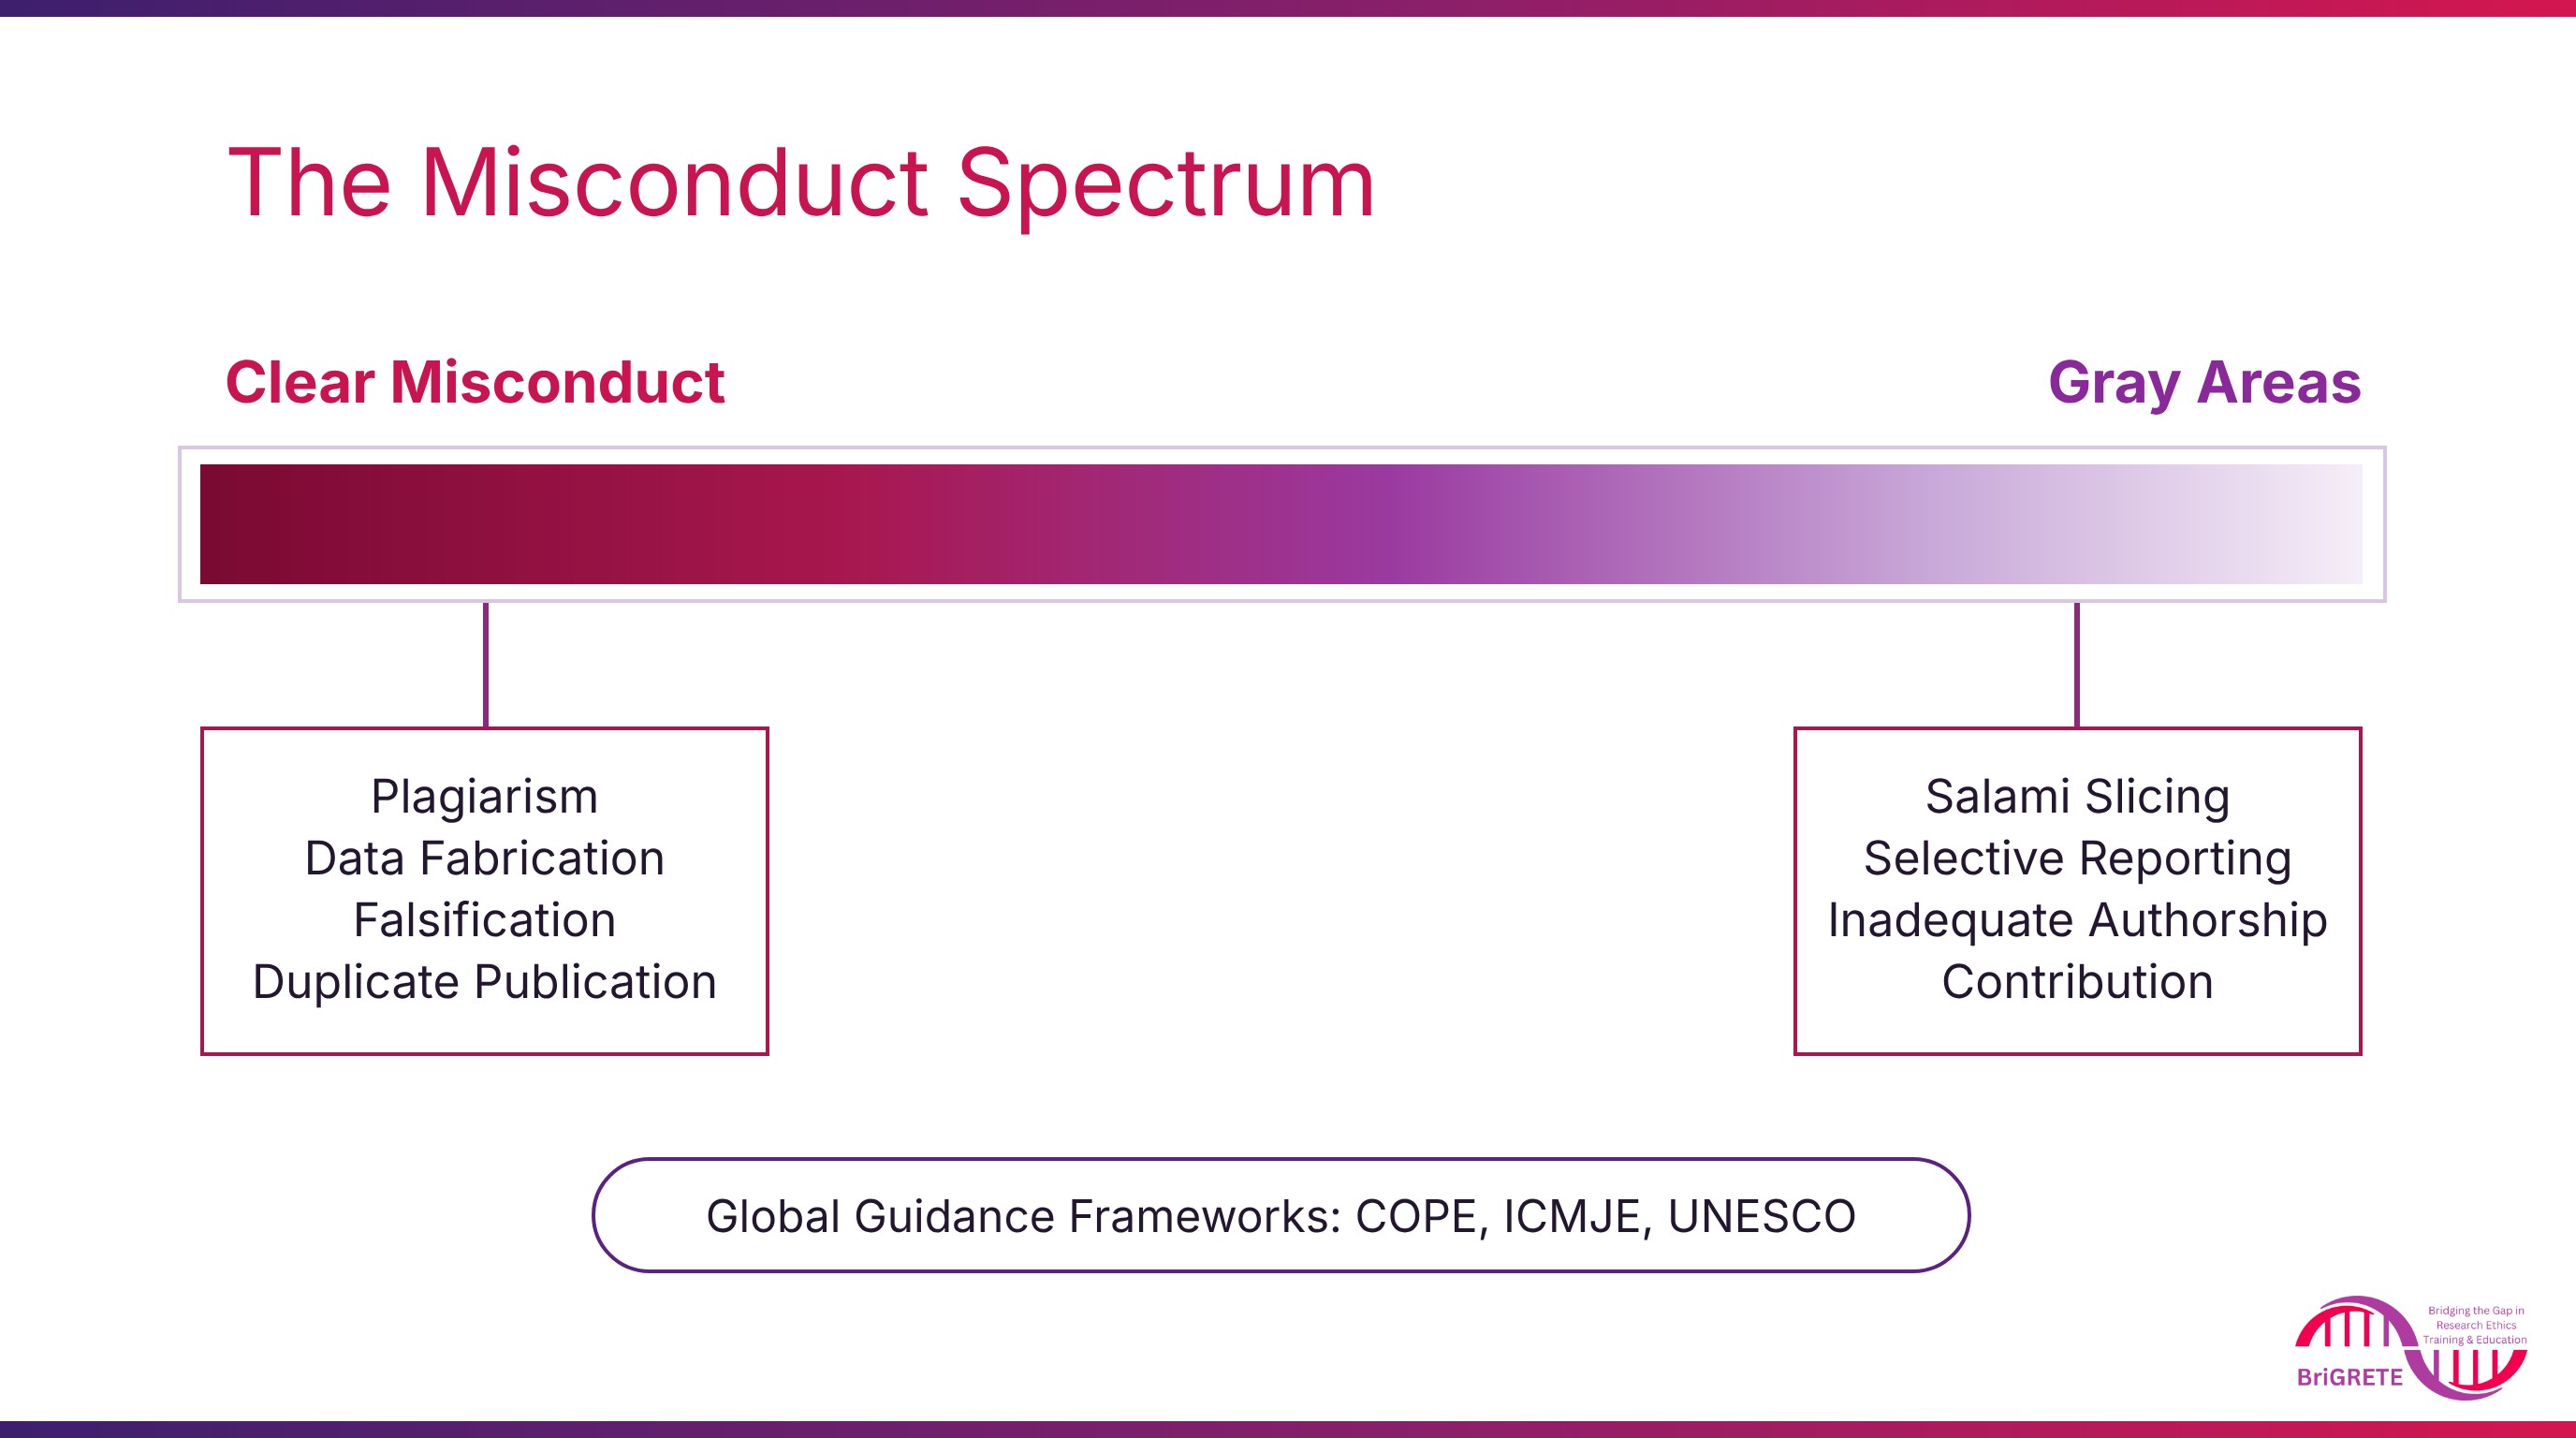 The Misconduct Spectrum
Clear Misconduct
Gray Areas
Plagiarism
Data Fabrication
Falsification
Duplicate Publication
Salami Slicing
Selective Reporting
Inadequate Authorship
Contribution
Global Guidance Frameworks: COPE, ICMJE, UNESCO
Bridging the Gap in
Research Ethics
Training & Education
BriGRETE